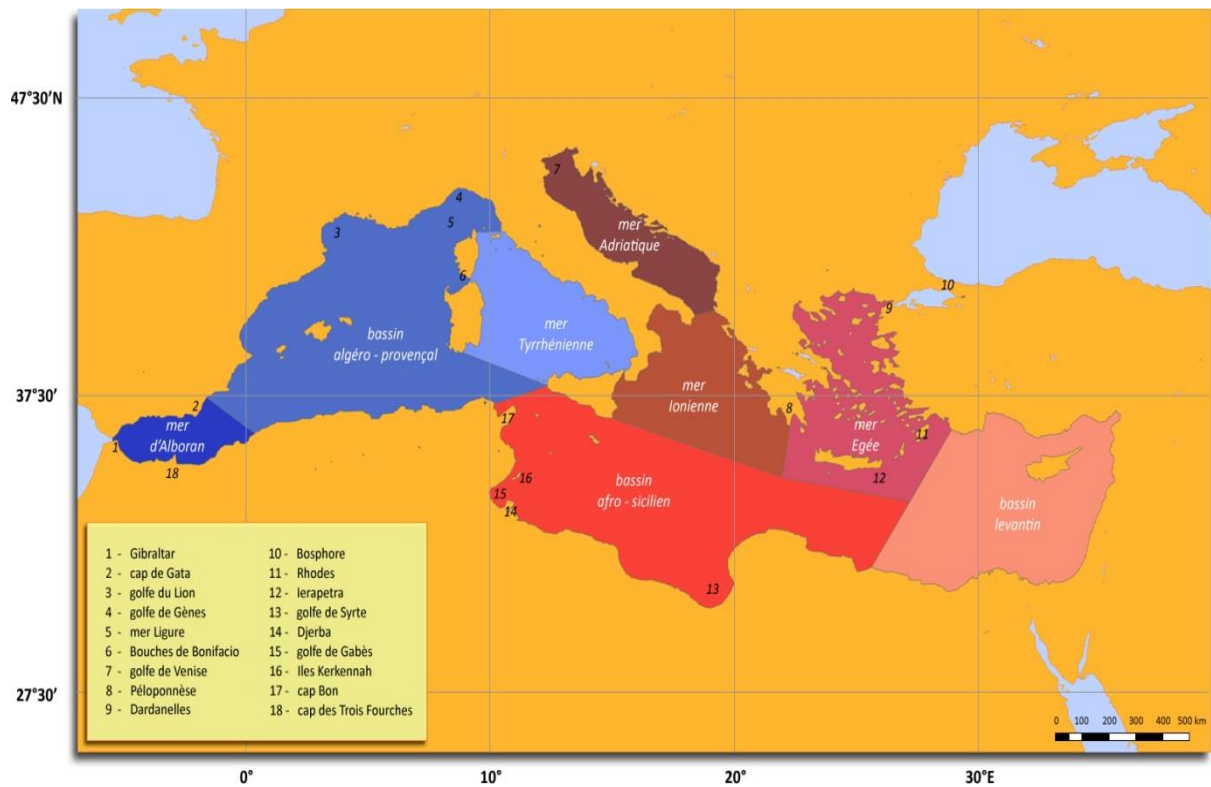 47°30'N
7
4
mer
Adriatique
3
5
6
10
9
bassin
algéro - provençal
mer
Tyrrhénienne
37°30'
mer
Ionienne
2
8
17
mer
d'Alboran
mer
Egée
11
1
18
16
12
15
bassin
afro - sicilien
14
bassin
levantin
13
1 - Gibraltar
2 - cap de Gata
3 - golfe du Lion
4 - golfe de Gènes
5 - mer Ligure
6 - Bouches de Bonifacio
7 - golfe de Venise
8 - Péloponnèse
9 - Dardanelles
10 - Bosphore
11 - Rhodes
12 - Ierapetra
13 - golfe de Syrte
14 - Djerba
15 - golfe de Gabès
16 - Iles Kerkennah
17 - cap Bon
18 - cap des Trois Fourches
27°30'
0 100 200 300 400 500 km
0°
10°
20°
30°E